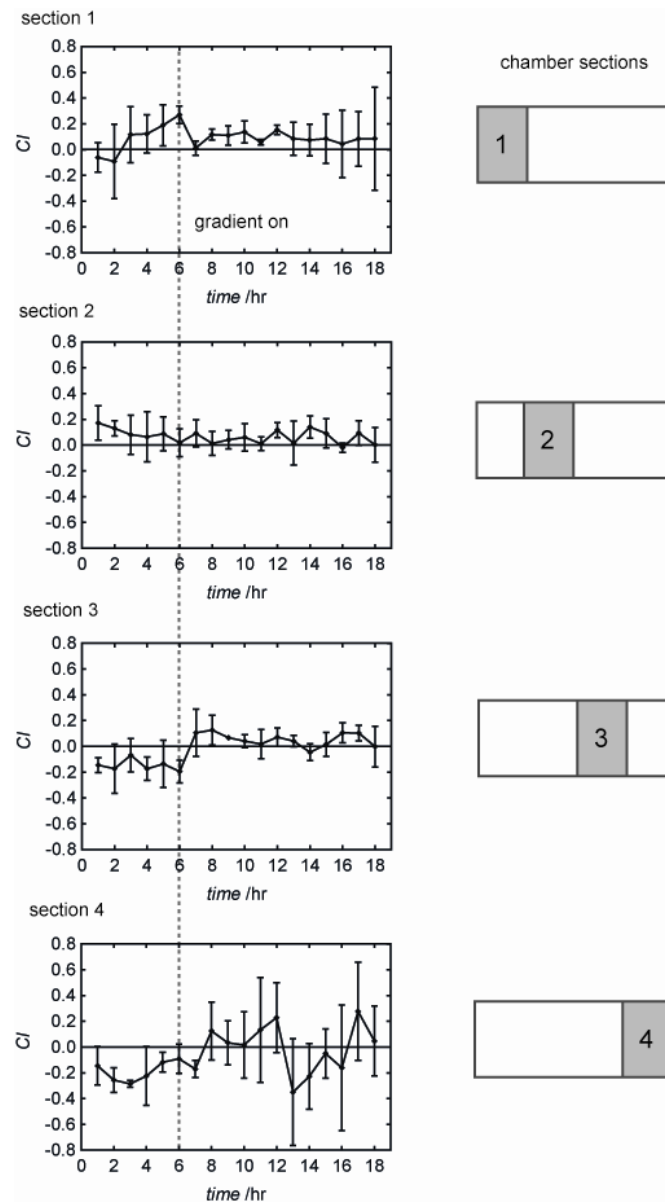 section 1
chamber sections
0.8
0.6
0.4
0.2
0.0
-0.2
-0.4
-0.6
-0.8
CI
gradient on
0 2 4 6 8 10 12 14 16 18
time /hr
1
section 2
0.8
0.6
0.4
0.2
0.0
-0.2
-0.4
-0.6
-0.8
CI
0 2 4 6 8 10 12 14 16 18
time /hr
2
section 3
0.8
0.6
0.4
0.2
0.0
-0.2
-0.4
-0.6
-0.8
CI
0 2 4 6 8 10 12 14 16 18
time /hr
3
section 4
0.8
0.6
0.4
0.2
0.0
-0.2
-0.4
-0.6
-0.8
CI
0 2 4 6 8 10 12 14 16 18
time /hr
4